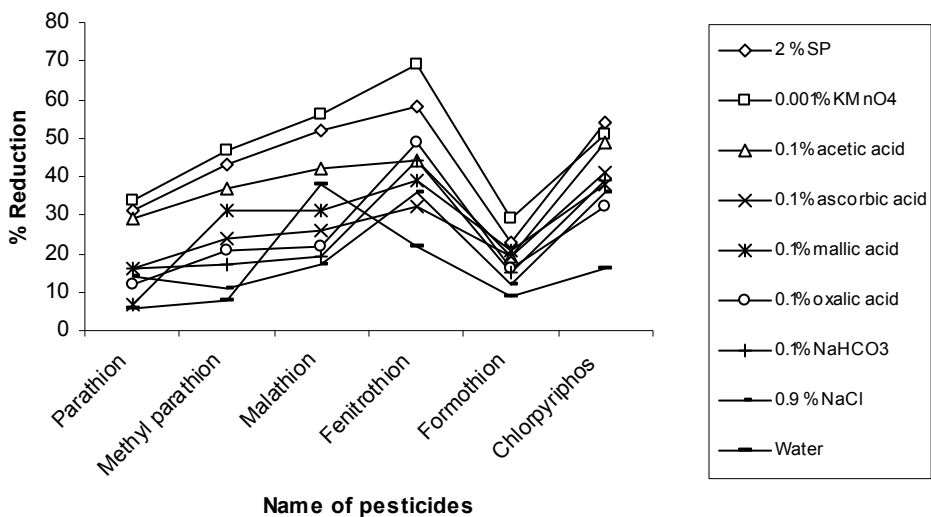 80
70
60
50
40
30
20
10
0
% Reduction
Parathion
Methyl parathion
Malathion
Fenitrothion
Formothion
Chlorpyriphos
Name of pesticides
2 % SP
0.001% KMnO4
0.1% acetic acid
0.1% ascorbic acid
0.1% mallic acid
0.1% oxalic acid
0.1% NaHCO3
0.9 % NaCl
Water